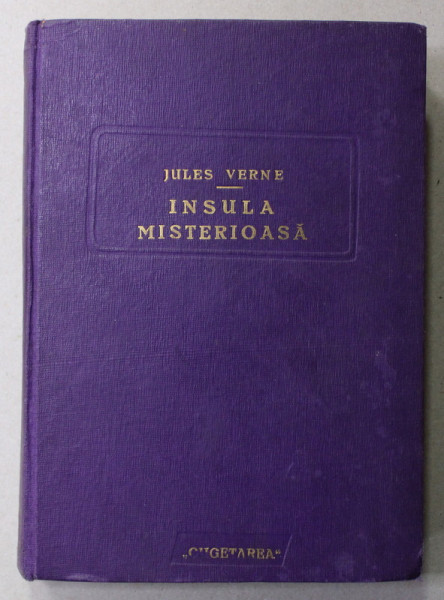 JULES VERNE
INSULA
MISTERIOASĂ
„CUGETAREA“